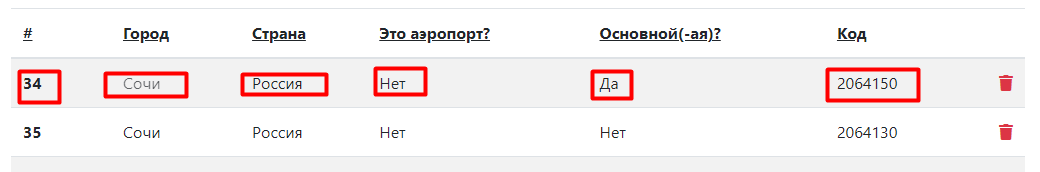 # Город Страна Это аэропорт? Основной(-ая)? Код
34 Сочи Россия Нет Да 2064150
35 Сочи Россия Нет Нет 2064130